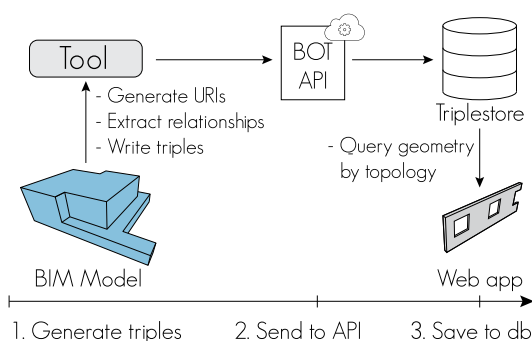 Tool
BOT
API
Triplestore
- Generate URIs
- Extract relationships
- Write triples
- Query geometry
by topology
BIM Model
Web app
1. Generate triples
2. Send to API
3. Save to db